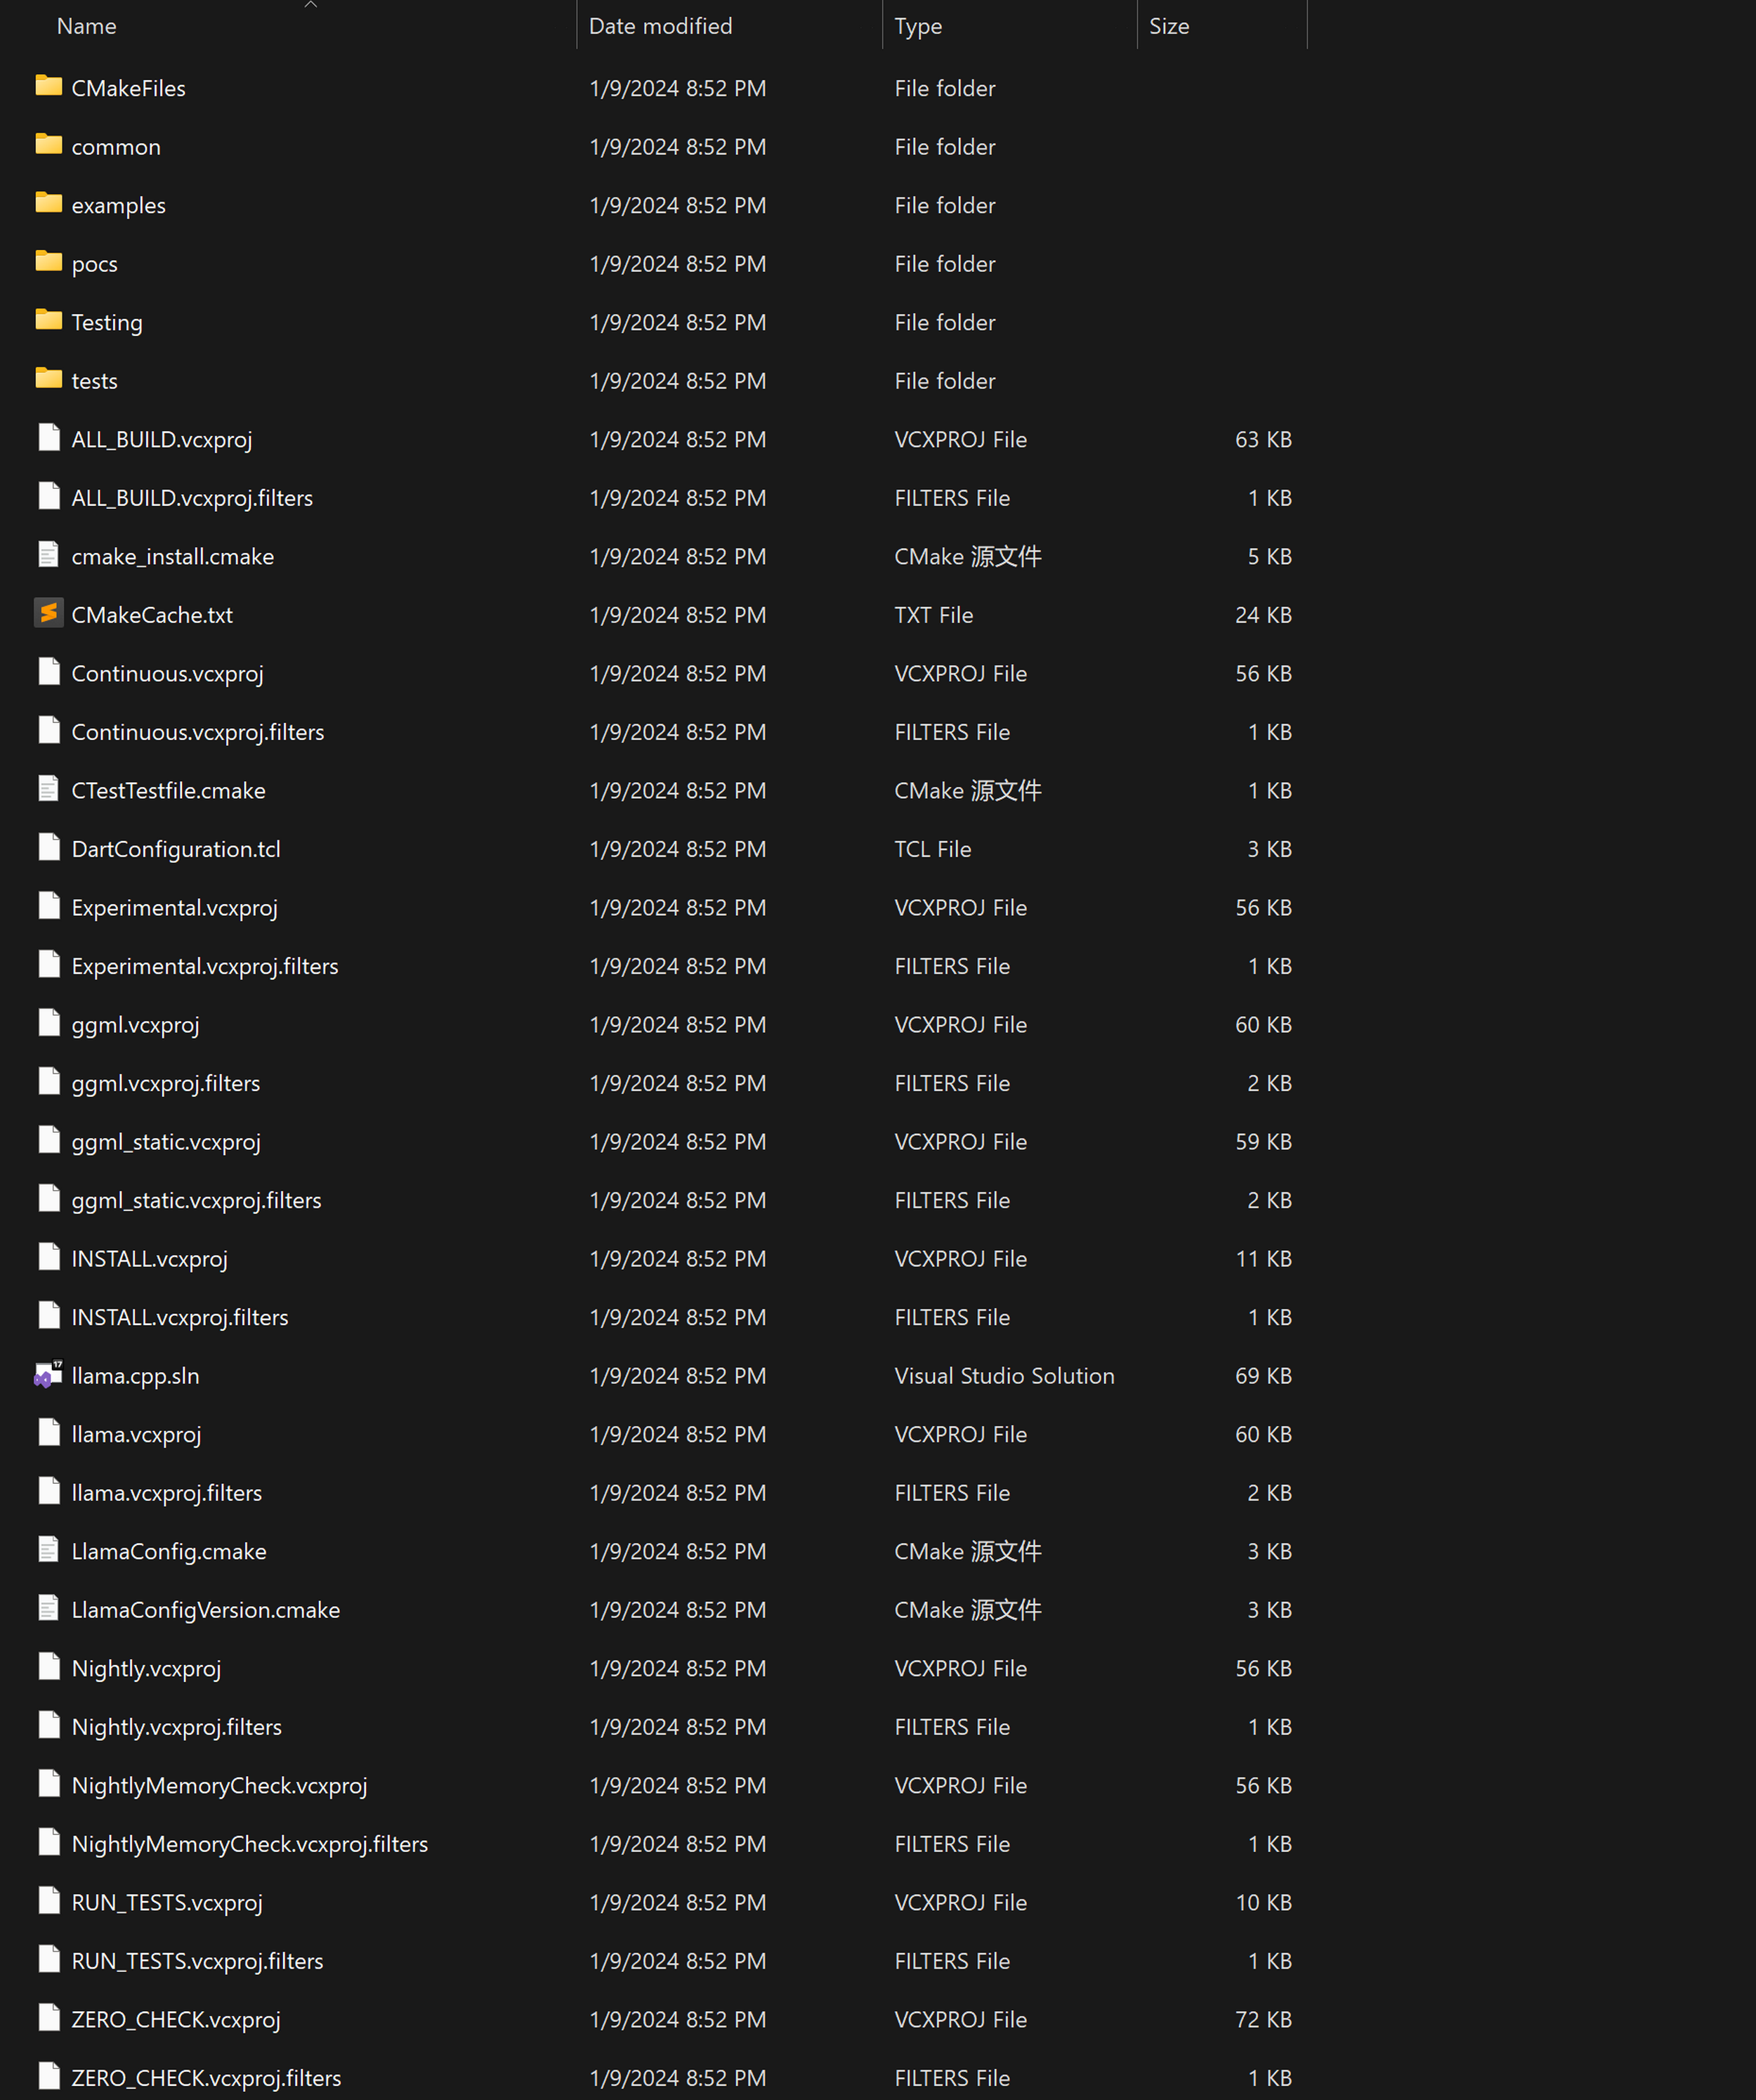 Name Date modified Type Size
CMakeFiles 1/9/2024 8:52 PM File folder
common 1/9/2024 8:52 PM File folder
examples 1/9/2024 8:52 PM File folder
pocs 1/9/2024 8:52 PM File folder
Testing 1/9/2024 8:52 PM File folder
tests 1/9/2024 8:52 PM File folder
ALL_BUILD.vcxproj 1/9/2024 8:52 PM VCXPROJ File 63 KB
ALL_BUILD.vcxproj.filters 1/9/2024 8:52 PM FILTERS File 1 KB
cmake_install.cmake 1/9/2024 8:52 PM CMake 源文件 5 KB
CMakeCache.txt 1/9/2024 8:52 PM TXT File 24 KB
Continuous.vcxproj 1/9/2024 8:52 PM VCXPROJ File 56 KB
Continuous.vcxproj.filters 1/9/2024 8:52 PM FILTERS File 1 KB
CTestTestfile.cmake 1/9/2024 8:52 PM CMake 源文件 1 KB
DartConfiguration.tcl 1/9/2024 8:52 PM TCL File 3 KB
Experimental.vcxproj 1/9/2024 8:52 PM VCXPROJ File 56 KB
Experimental.vcxproj.filters 1/9/2024 8:52 PM FILTERS File 1 KB
ggml.vcxproj 1/9/2024 8:52 PM VCXPROJ File 60 KB
ggml.vcxproj.filters 1/9/2024 8:52 PM FILTERS File 2 KB
ggml_static.vcxproj 1/9/2024 8:52 PM VCXPROJ File 59 KB
ggml_static.vcxproj.filters 1/9/2024 8:52 PM FILTERS File 2 KB
INSTALL.vcxproj 1/9/2024 8:52 PM VCXPROJ File 11 KB
INSTALL.vcxproj.filters 1/9/2024 8:52 PM FILTERS File 1 KB
llama.cpp.sln 1/9/2024 8:52 PM Visual Studio Solution 69 KB
llama.vcxproj 1/9/2024 8:52 PM VCXPROJ File 60 KB
llama.vcxproj.filters 1/9/2024 8:52 PM FILTERS File 2 KB
LlamaConfig.cmake 1/9/2024 8:52 PM CMake 源文件 3 KB
LlamaConfigVersion.cmake 1/9/2024 8:52 PM CMake 源文件 3 KB
Nightly.vcxproj 1/9/2024 8:52 PM VCXPROJ File 56 KB
Nightly.vcxproj.filters 1/9/2024 8:52 PM FILTERS File 1 KB
NightlyMemoryCheck.vcxproj 1/9/2024 8:52 PM VCXPROJ File 56 KB
NightlyMemoryCheck.vcxproj.filters 1/9/2024 8:52 PM FILTERS File 1 KB
RUN_TESTS.vcxproj 1/9/2024 8:52 PM VCXPROJ File 10 KB
RUN_TESTS.vcxproj.filters 1/9/2024 8:52 PM FILTERS File 1 KB
ZERO_CHECK.vcxproj 1/9/2024 8:52 PM VCXPROJ File 72 KB
ZERO_CHECK.vcxproj.filters 1/9/2024 8:52 PM FILTERS File 1 KB